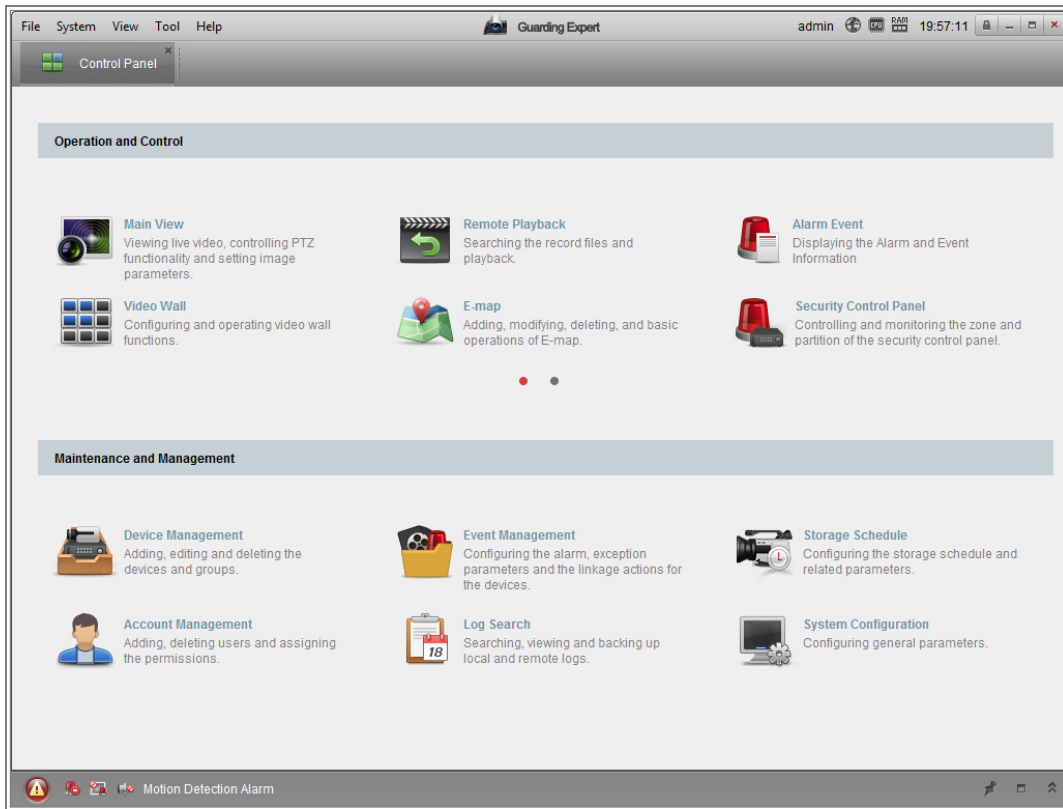 File System View Tool Help Guarding Expert admin CPU RAM 19:57:11
Control Panel
Operation and Control
Main View
Viewing live video, controlling PTZ
functionality and setting image
parameters.
Remote Playback
Searching the record files and
playback.
Alarm Event
Displaying the Alarm and Event
Information
Video Wall
Configuring and operating video wall
functions.
E-map
Adding, modifying, deleting, and basic
operations of E-map.
Security Control Panel
Controlling and monitoring the zone and
partition of the security control panel.
Maintenance and Management
Device Management
Adding, editing and deleting the
devices and groups.
Event Management
Configuring the alarm, exception
parameters and the linkage actions for
the devices.
Storage Schedule
Configuring the storage schedule and
related parameters.
Account Management
Adding, deleting users and assigning
the permissions.
18
Log Search
Searching, viewing and backing up
local and remote logs.
System Configuration
Configuring general parameters.
Motion Detection Alarm